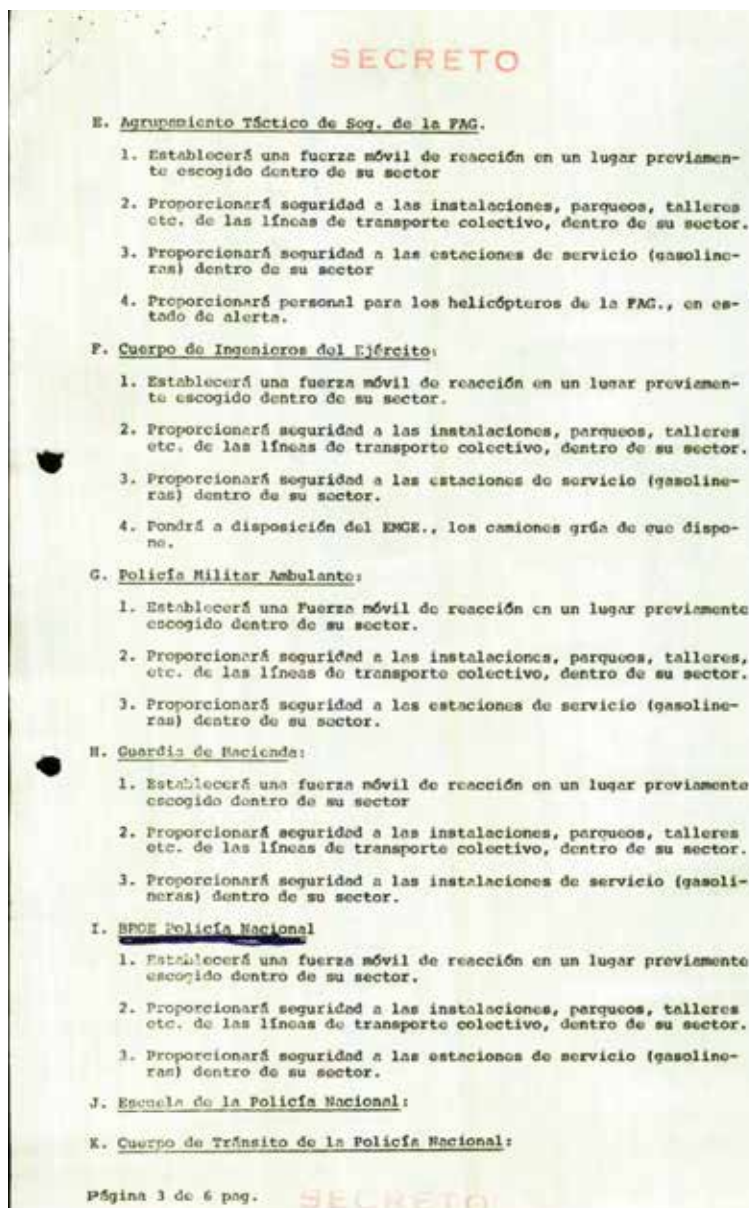 SECRETO
E. Agrupamiento Táctico de Seg. de la FAG.
1. Establecerá una fuerza móvil de reacción en un lugar previamen-
te escogido dentro de su sector
2. Proporcionará seguridad a las instalaciones, parqueos, talleres
etc. de las líneas de transporte colectivo, dentro de su sector.
3. Proporcionará seguridad a las estaciones de servicio (gasoline-
ras) dentro de su sector
4. Proporcionará personal para los helicópteros de la FAG., en es-
tado de alerta.
F. Cuerpo de Ingenieros del Ejército:
1. Establecerá una fuerza móvil de reacción en un lugar previamen-
te escogido dentro de su sector.
2. Proporcionará seguridad a las instalaciones, parqueos, talleres
etc. de las líneas de transporte colectivo, dentro de su sector.
3. Proporcionará seguridad a las estaciones de servicio (gasoline-
ras) dentro de su sector.
4. Pondrá a disposición del EMGE., los camiones grúa de que dispo-
ne.
G. Policía Militar Ambulante:
1. Establecerá una Fuerza móvil de reacción en un lugar previamente
escogido dentro de su sector.
2. Proporcionará seguridad a las instalaciones, parqueos, talleres,
etc. de las líneas de transporte colectivo, dentro de su sector.
3. Proporcionará seguridad a las estaciones de servicio (gasoline-
ras) dentro de su sector.
H. Guardia de Hacienda:
1. Establecerá una fuerza móvil de reacción en un lugar previamente
escogido dentro de su sector
2. Proporcionará seguridad a las instalaciones, parqueos, talleres
etc. de las líneas de transporte colectivo, dentro de su sector.
3. Proporcionará seguridad a las instalaciones de servicio (gasoli-
neras) dentro de su sector.
I. BROE Policía Nacional
1. Establecerá una fuerza móvil de reacción en un lugar previamente
escogido dentro de su sector.
2. Proporcionará seguridad a las instalaciones, parqueos, talleres
etc. de las líneas de transporte colectivo, dentro de su sector.
3. Proporcionará seguridad a las estaciones de servicio (gasoline-
ras) dentro de su sector.
J. Escuela de la Policía Nacional:
K. Cuerpo de Tránsito de la Policía Nacional:
Página 3 de 6 pag.
SECRETO